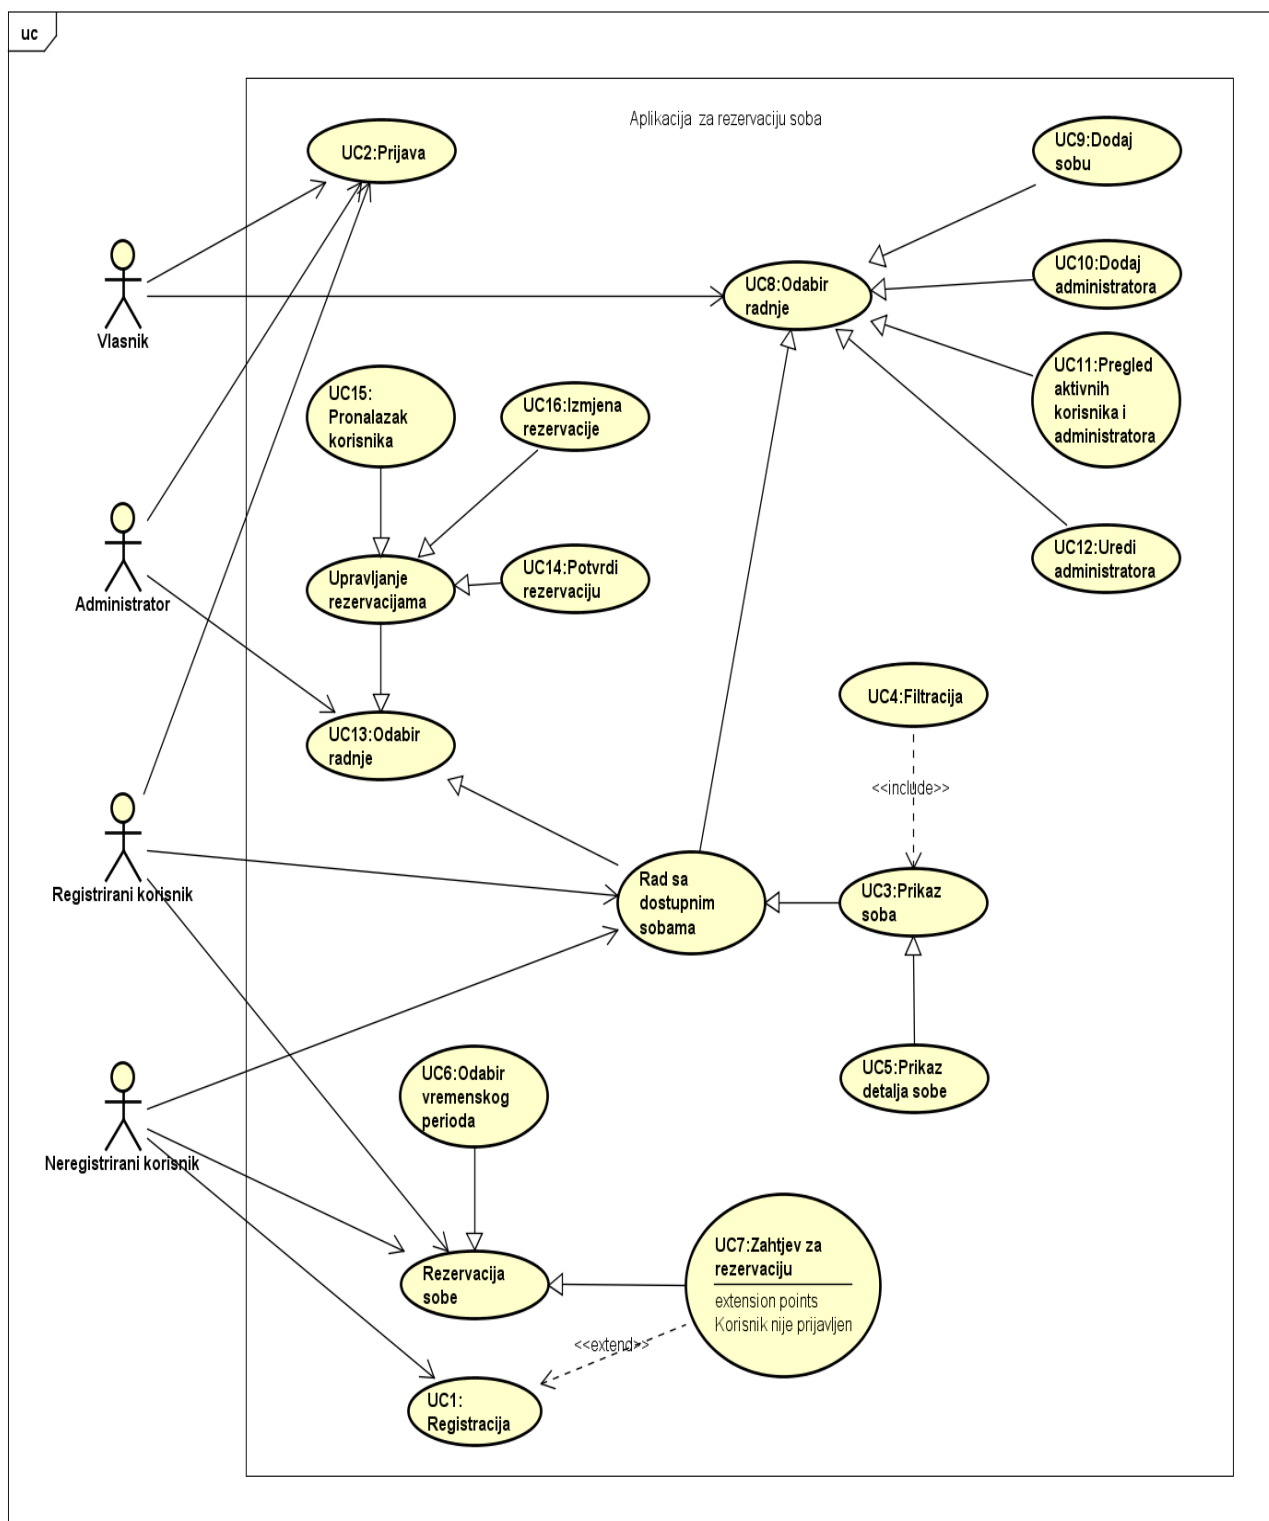 uc
Aplikacija za rezervaciju soba
UC2:Prijava
UC9:Dodaj
sobu
Vlasnik
UC8:Odabir
radnje
UC10:Dodaj
administratora
UC11:Pregled
aktivnih
korisnika i
administratora
UC15:
Pronalazak
korisnika
UC16:Izmjena
rezervacije
UC12:Uredi
administratora
Administrator
Upravljanje
rezervacijama
UC14:Potvrdi
rezervaciju
UC13:Odabir
radnje
UC4:Filtracija
<<include>>
Registrirani korisnik
Rad sa
dostupnim
sobama
UC3:Prikaz
soba
UC5:Prikaz
detalja sobe
Neregistrirani korisnik
UC6:Odabir
vremenskog
perioda
Rezervacija
sobe
UC7:Zahtjev za
rezervaciju
extension points
Korisnik nije prijavljen
<<extend>>
UC1:
Registracija